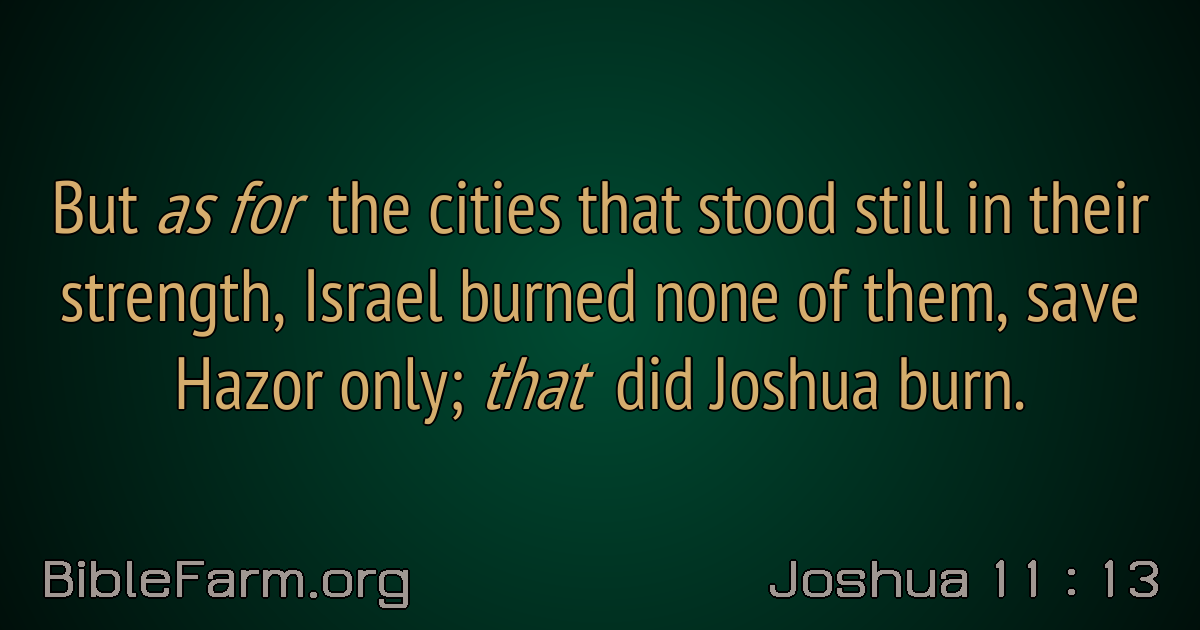 But as for the cities that stood still in their
strength, Israel burned none of them, save
Hazor only; that did Joshua burn.
BibleFarm.org
Joshua 11 : 13